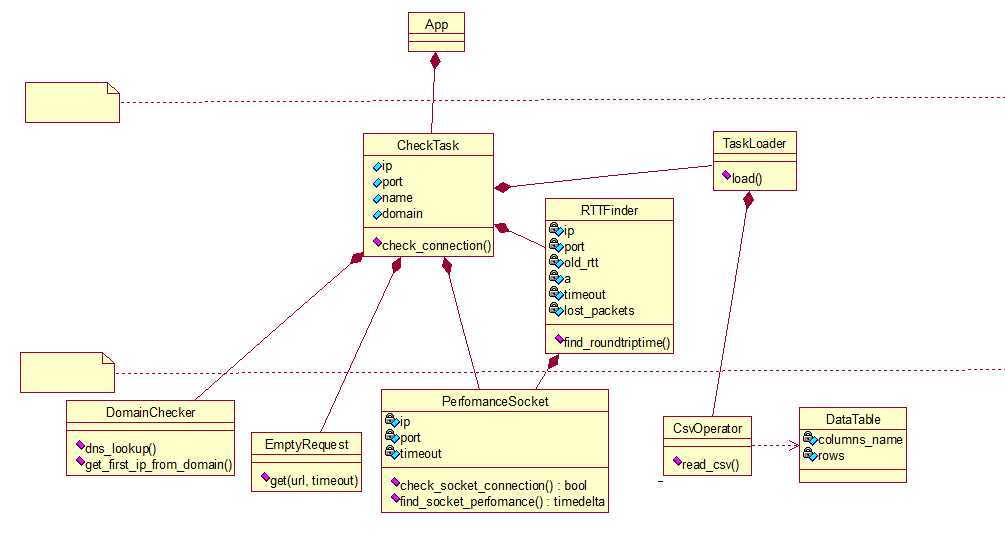 App
CheckTask
ip
port
name
domain
check_connection()
TaskLoader
load()
RTTFinder
ip
port
old_rtt
a
timeout
lost_packets
find_roundtriptime()
DomainChecker
dns_lookup()
get_first_ip_from_domain()
EmptyRequest
get(url, timeout)
PerfomanceSocket
ip
port
timeout
check_socket_connection() : bool
find_socket_perfomance() : timedelta
CsvOperator
read_csv()
DataTable
columns_name
rows